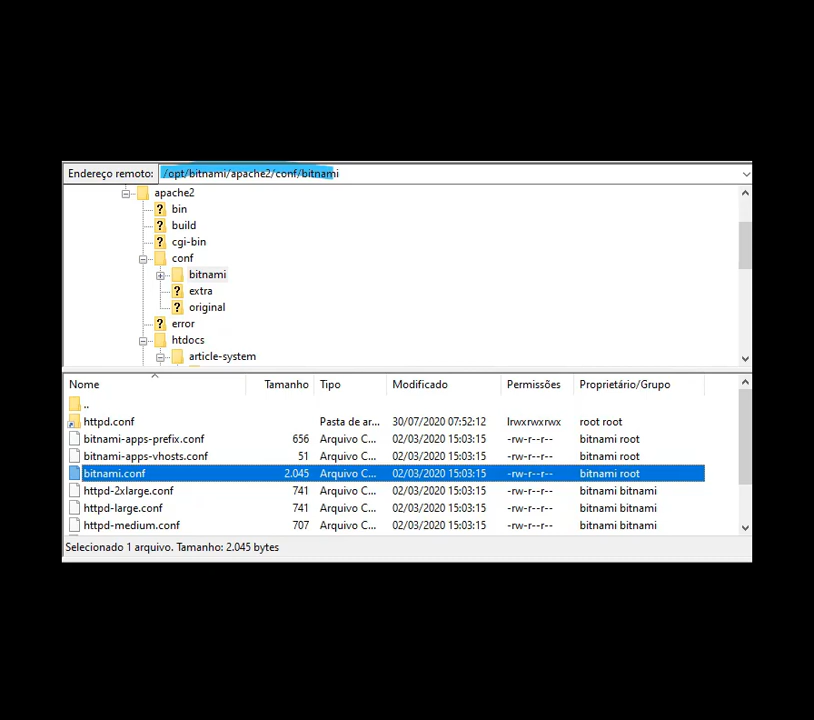 Endereço remoto: /opt/bitnami/apache2/conf/bitnami
apache2
bin
build
cgi-bin
conf
bitnami
extra
original
error
htdocs
article-system
Nome Tamanho Tipo Modificado Permissões Proprietário/Grupo
..
httpd.conf Pasta de ar... 30/07/2020 07:52:12 lrwxrwxrwx root root
bitnami-apps-prefix.conf 656 Arquivo C... 02/03/2020 15:03:15 -rw-r--r-- bitnami root
bitnami-apps-vhosts.conf 51 Arquivo C... 02/03/2020 15:03:15 -rw-r--r-- bitnami root
bitnami.conf 2.045 Arquivo C... 02/03/2020 15:03:15 -rw-r--r-- bitnami root
httpd-2xlarge.conf 741 Arquivo C... 02/03/2020 15:03:15 -rw-r--r-- bitnami bitnami
httpd-large.conf 741 Arquivo C... 02/03/2020 15:03:15 -rw-r--r-- bitnami bitnami
httpd-medium.conf 707 Arquivo C... 02/03/2020 15:03:15 -rw-r--r-- bitnami bitnami
Selecionado 1 arquivo. Tamanho: 2.045 bytes